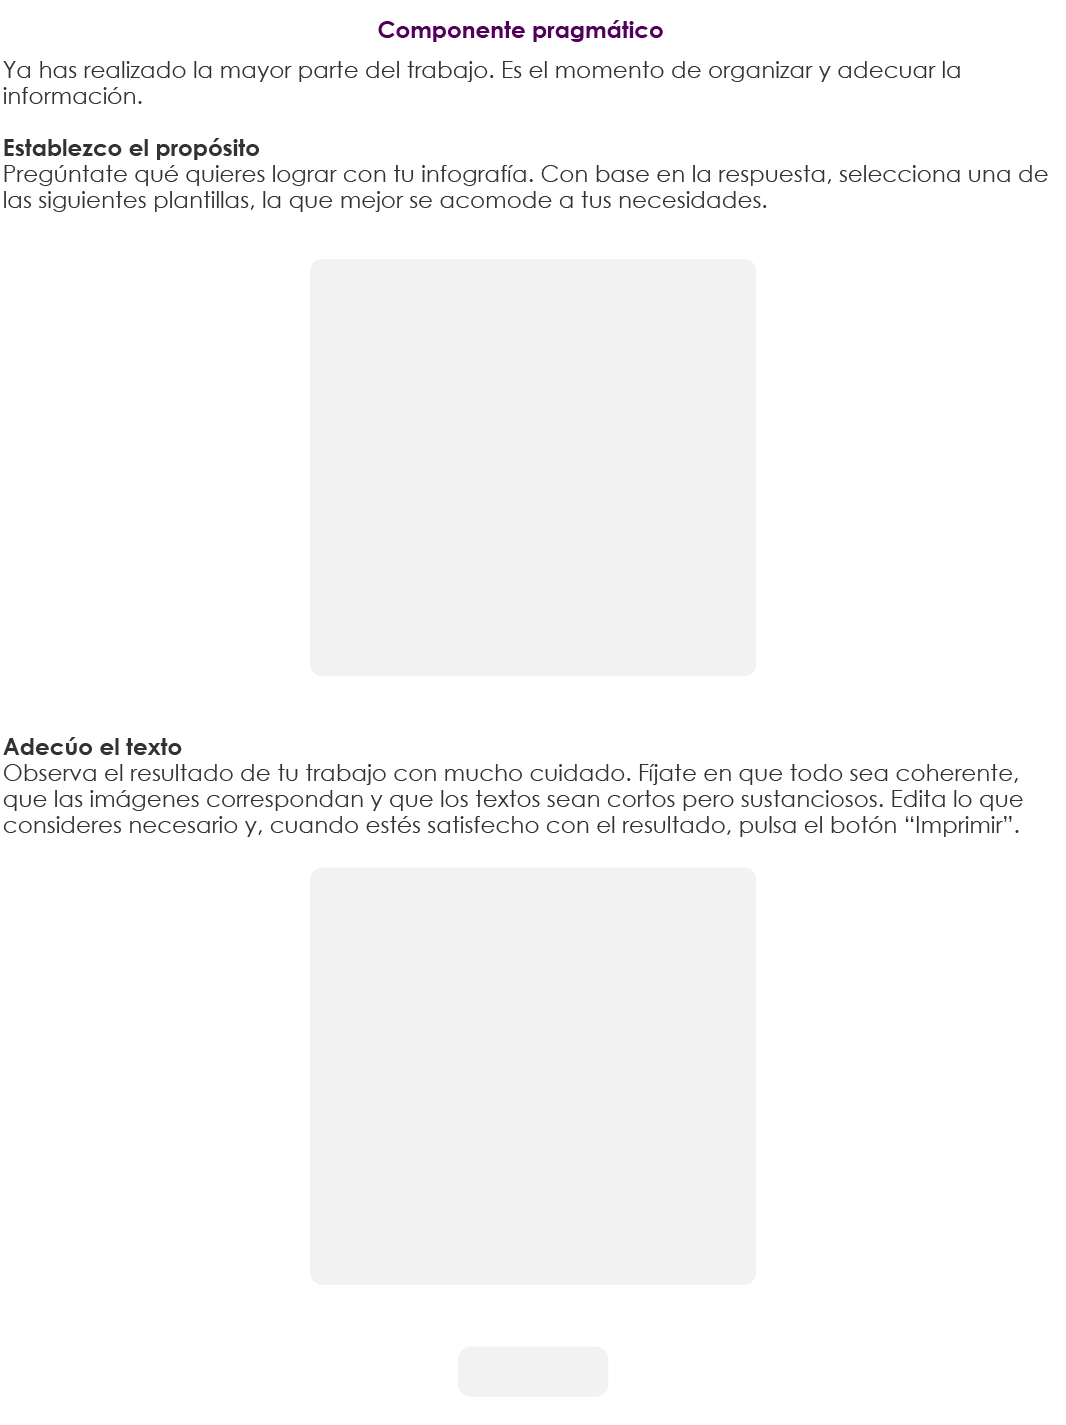 Componente pragmático
Ya has realizado la mayor parte del trabajo. Es el momento de organizar y adecuar la
información.
Establezco el propósito
Pregúntate qué quieres lograr con tu infografía. Con base en la respuesta, selecciona una de
las siguientes plantillas, la que mejor se acomode a tus necesidades.
Adecúo el texto
Observa el resultado de tu trabajo con mucho cuidado. Fíjate en que todo sea coherente,
que las imágenes correspondan y que los textos sean cortos pero sustanciosos. Edita lo que
consideres necesario y, cuando estés satisfecho con el resultado, pulsa el botón “Imprimir”.